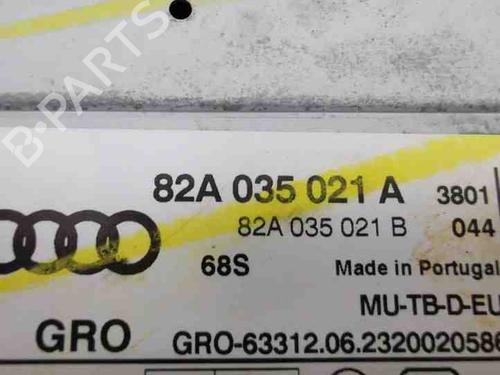 B-PARTS
82A 035 021 A 3801
82A 035 021 B 044
68S Made in Portugal
MU-TB-D-EU
GRO GRO-63312.06.2320020586